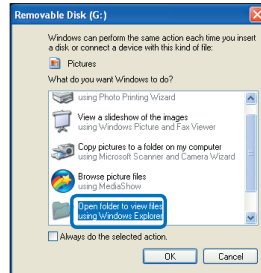 Removable Disk (G:)
Windows can perform the same action each time you insert
a disk or connect a device with this kind of file:
Pictures
What do you want Windows to do?
using Photo Printing Wizard
View a slideshow of the images
using Windows Picture and Fax Viewer
Copy pictures to a folder on my computer
using Microsoft Scanner and Camera Wizard
Browse picture files
using MediaShow
Open folder to view files
using Windows Explorer
Always do the selected action.
OK Cancel